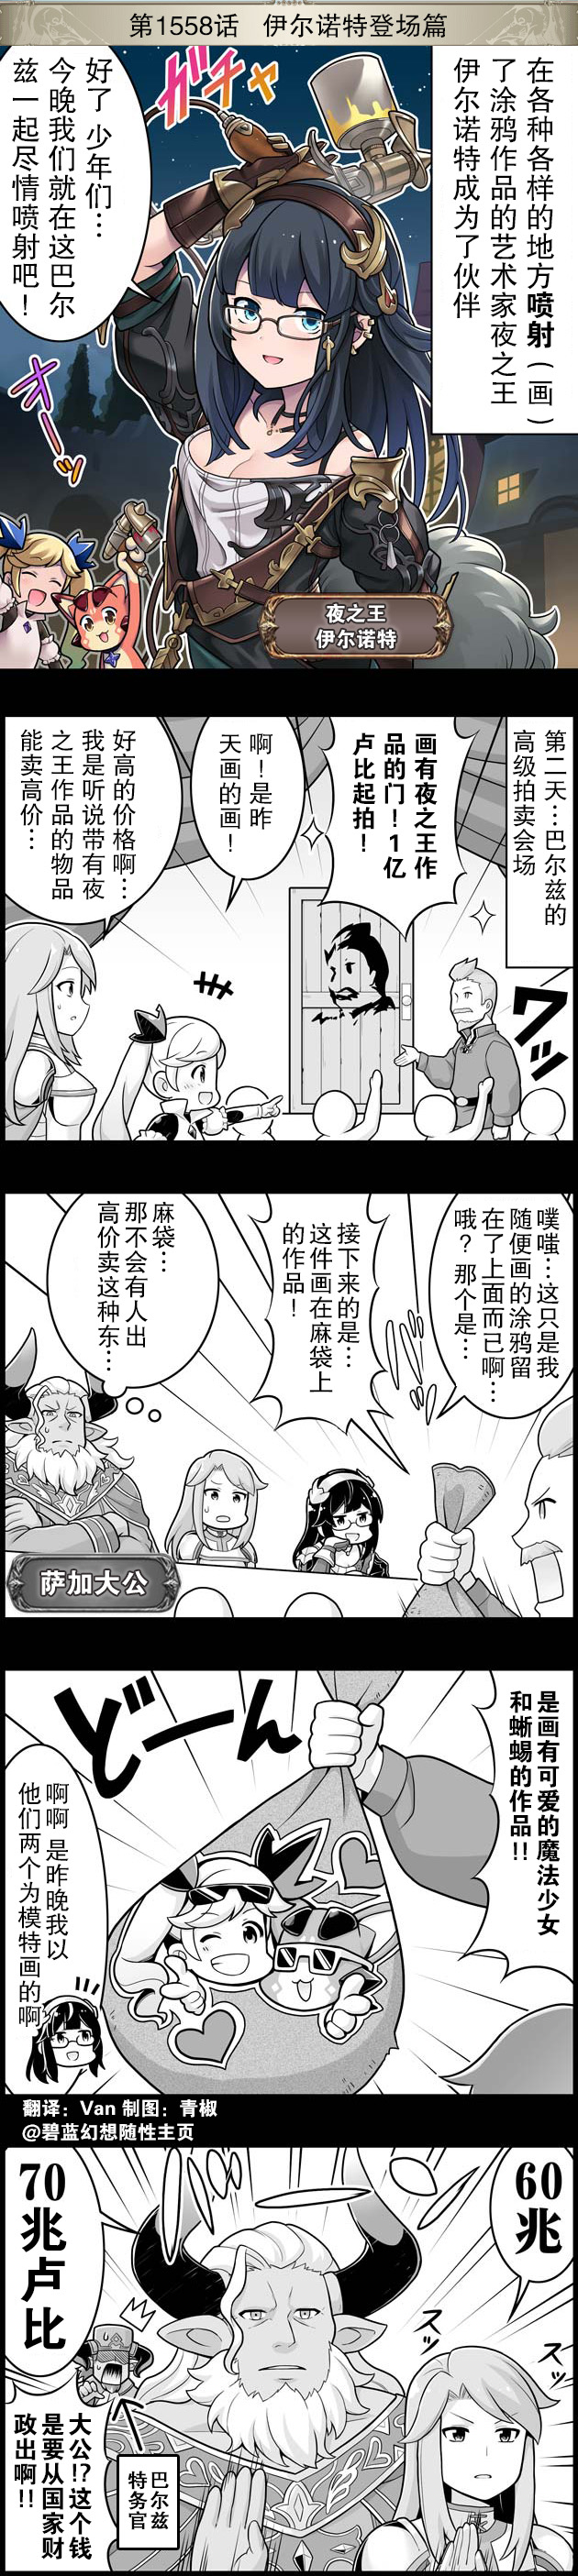 第1558话　伊尔诺特登场篇
在各种各样的地方喷射（画）
了涂鸦作品的艺术家夜之王
伊尔诺特成为了伙伴
ガチャ
好了 少年们…
今晚我们就在这巴尔
兹一起尽情喷射吧！
オオーッ
夜之王
伊尔诺特
第二天…巴尔兹的
高级拍卖会场
画有夜之王作
品的门！1亿
卢比起拍！
啊！是昨
天画的画！
好高的价格啊…
我是听说带有夜
之王作品的物品
能卖高价…
ワッ
噗嗤…这只是我
随便画的涂鸦留
在了上面而已啊…
哦？那个是…
接下来的是…
这件画在麻袋上
的作品！
麻袋…
那不会有人出
高价卖这种东…
萨加大公
是画有可爱的魔法少女
和蜥蜴的作品!!
どーん
啊啊 是昨晚我以
他们两个为模特画的啊
翻译：Van 制图：青椒
@碧蓝幻想随性主页
60兆
70兆卢比
スッ
スッ
巴尔兹
特务官
大公!?这个钱
是要从国家财
政出啊!!